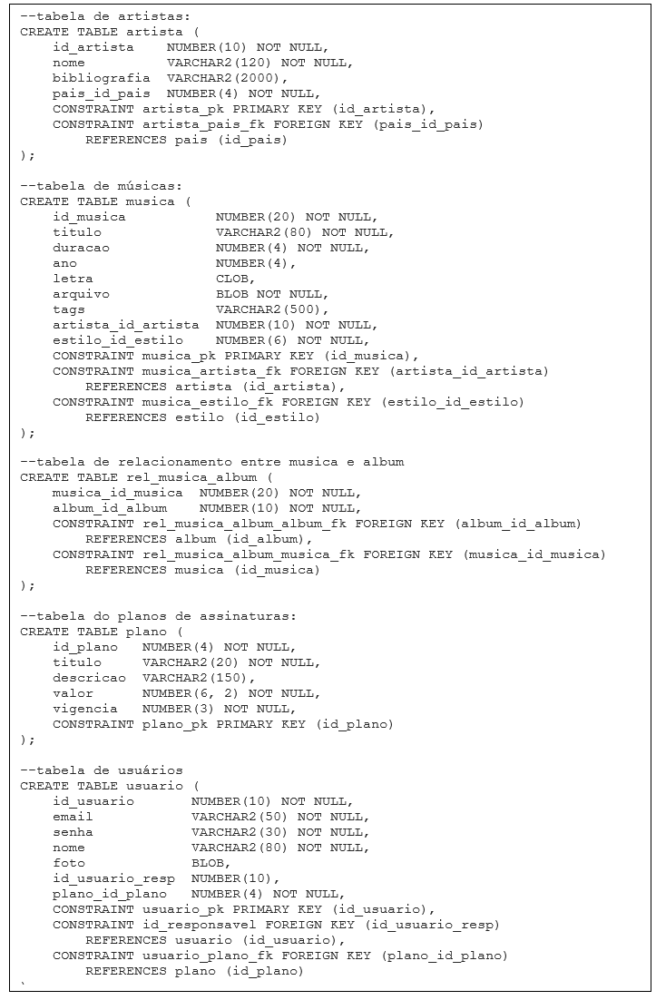 --tabela de artistas:
CREATE TABLE artista (
    id_artista    NUMBER(10) NOT NULL,
    nome          VARCHAR2(120) NOT NULL,
    bibliografia  VARCHAR2(2000),
    pais_id_pais  NUMBER(4) NOT NULL,
    CONSTRAINT artista_pk PRIMARY KEY (id_artista),
    CONSTRAINT artista_pais_fk FOREIGN KEY (pais_id_pais)
        REFERENCES pais (id_pais)
);

--tabela de músicas:
CREATE TABLE musica (
    id_musica           NUMBER(20) NOT NULL,
    titulo              VARCHAR2(80) NOT NULL,
    duracao             NUMBER(4) NOT NULL,
    ano                 NUMBER(4),
    letra               CLOB,
    arquivo             BLOB NOT NULL,
    tags                VARCHAR2(500),
    artista_id_artista  NUMBER(10) NOT NULL,
    estilo_id_estilo    NUMBER(6) NOT NULL,
    CONSTRAINT musica_pk PRIMARY KEY (id_musica),
    CONSTRAINT musica_artista_fk FOREIGN KEY (artista_id_artista)
        REFERENCES artista (id_artista),
    CONSTRAINT musica_estilo_fk FOREIGN KEY (estilo_id_estilo)
        REFERENCES estilo (id_estilo)
);

--tabela de relacionamento entre musica e album
CREATE TABLE rel_musica_album (
    musica_id_musica  NUMBER(20) NOT NULL,
    album_id_album    NUMBER(10) NOT NULL,
    CONSTRAINT rel_musica_album_album_fk FOREIGN KEY (album_id_album)
        REFERENCES album (id_album),
    CONSTRAINT rel_musica_album_musica_fk FOREIGN KEY (musica_id_musica)
        REFERENCES musica (id_musica)
);

--tabela do planos de assinaturas:
CREATE TABLE plano (
    id_plano   NUMBER(4) NOT NULL,
    titulo     VARCHAR2(20) NOT NULL,
    descricao  VARCHAR2(150),
    valor      NUMBER(6, 2) NOT NULL,
    vigencia   NUMBER(3) NOT NULL,
    CONSTRAINT plano_pk PRIMARY KEY (id_plano)
);

--tabela de usuários
CREATE TABLE usuario (
    id_usuario       NUMBER(10) NOT NULL,
    email            VARCHAR2(50) NOT NULL,
    senha            VARCHAR2(30) NOT NULL,
    nome             VARCHAR2(80) NOT NULL,
    foto             BLOB,
    id_usuario_resp  NUMBER(10),
    plano_id_plano   NUMBER(4) NOT NULL,
    CONSTRAINT usuario_pk PRIMARY KEY (id_usuario),
    CONSTRAINT id_responsavel FOREIGN KEY (id_usuario_resp)
        REFERENCES usuario (id_usuario),
    CONSTRAINT usuario_plano_fk FOREIGN KEY (plano_id_plano)
        REFERENCES plano (id_plano)